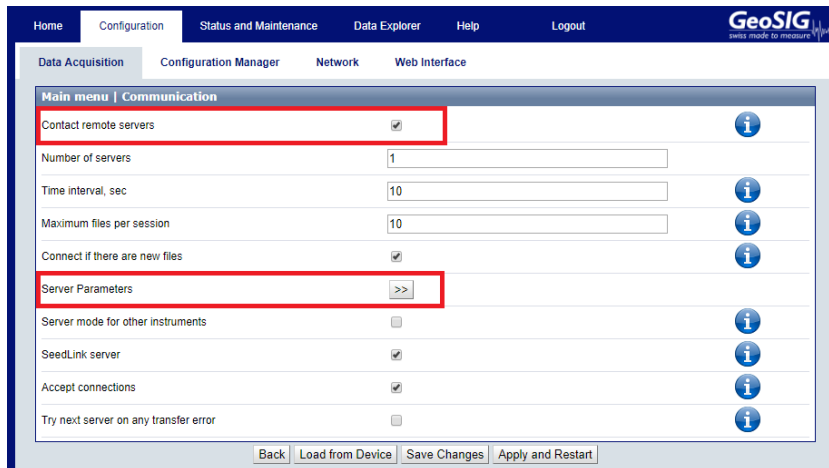 Home Configuration Status and Maintenance Data Explorer Help Logout GeoSIG
swiss made to measure
Data Acquisition Configuration Manager Network Web Interface
Main menu | Communication
Contact remote servers
Number of servers 1
Time interval, sec 10
Maximum files per session 10
Connect if there are new files
Server Parameters >>
Server mode for other instruments
SeedLink server
Accept connections
Try next server on any transfer error
Back Load from Device Save Changes Apply and Restart